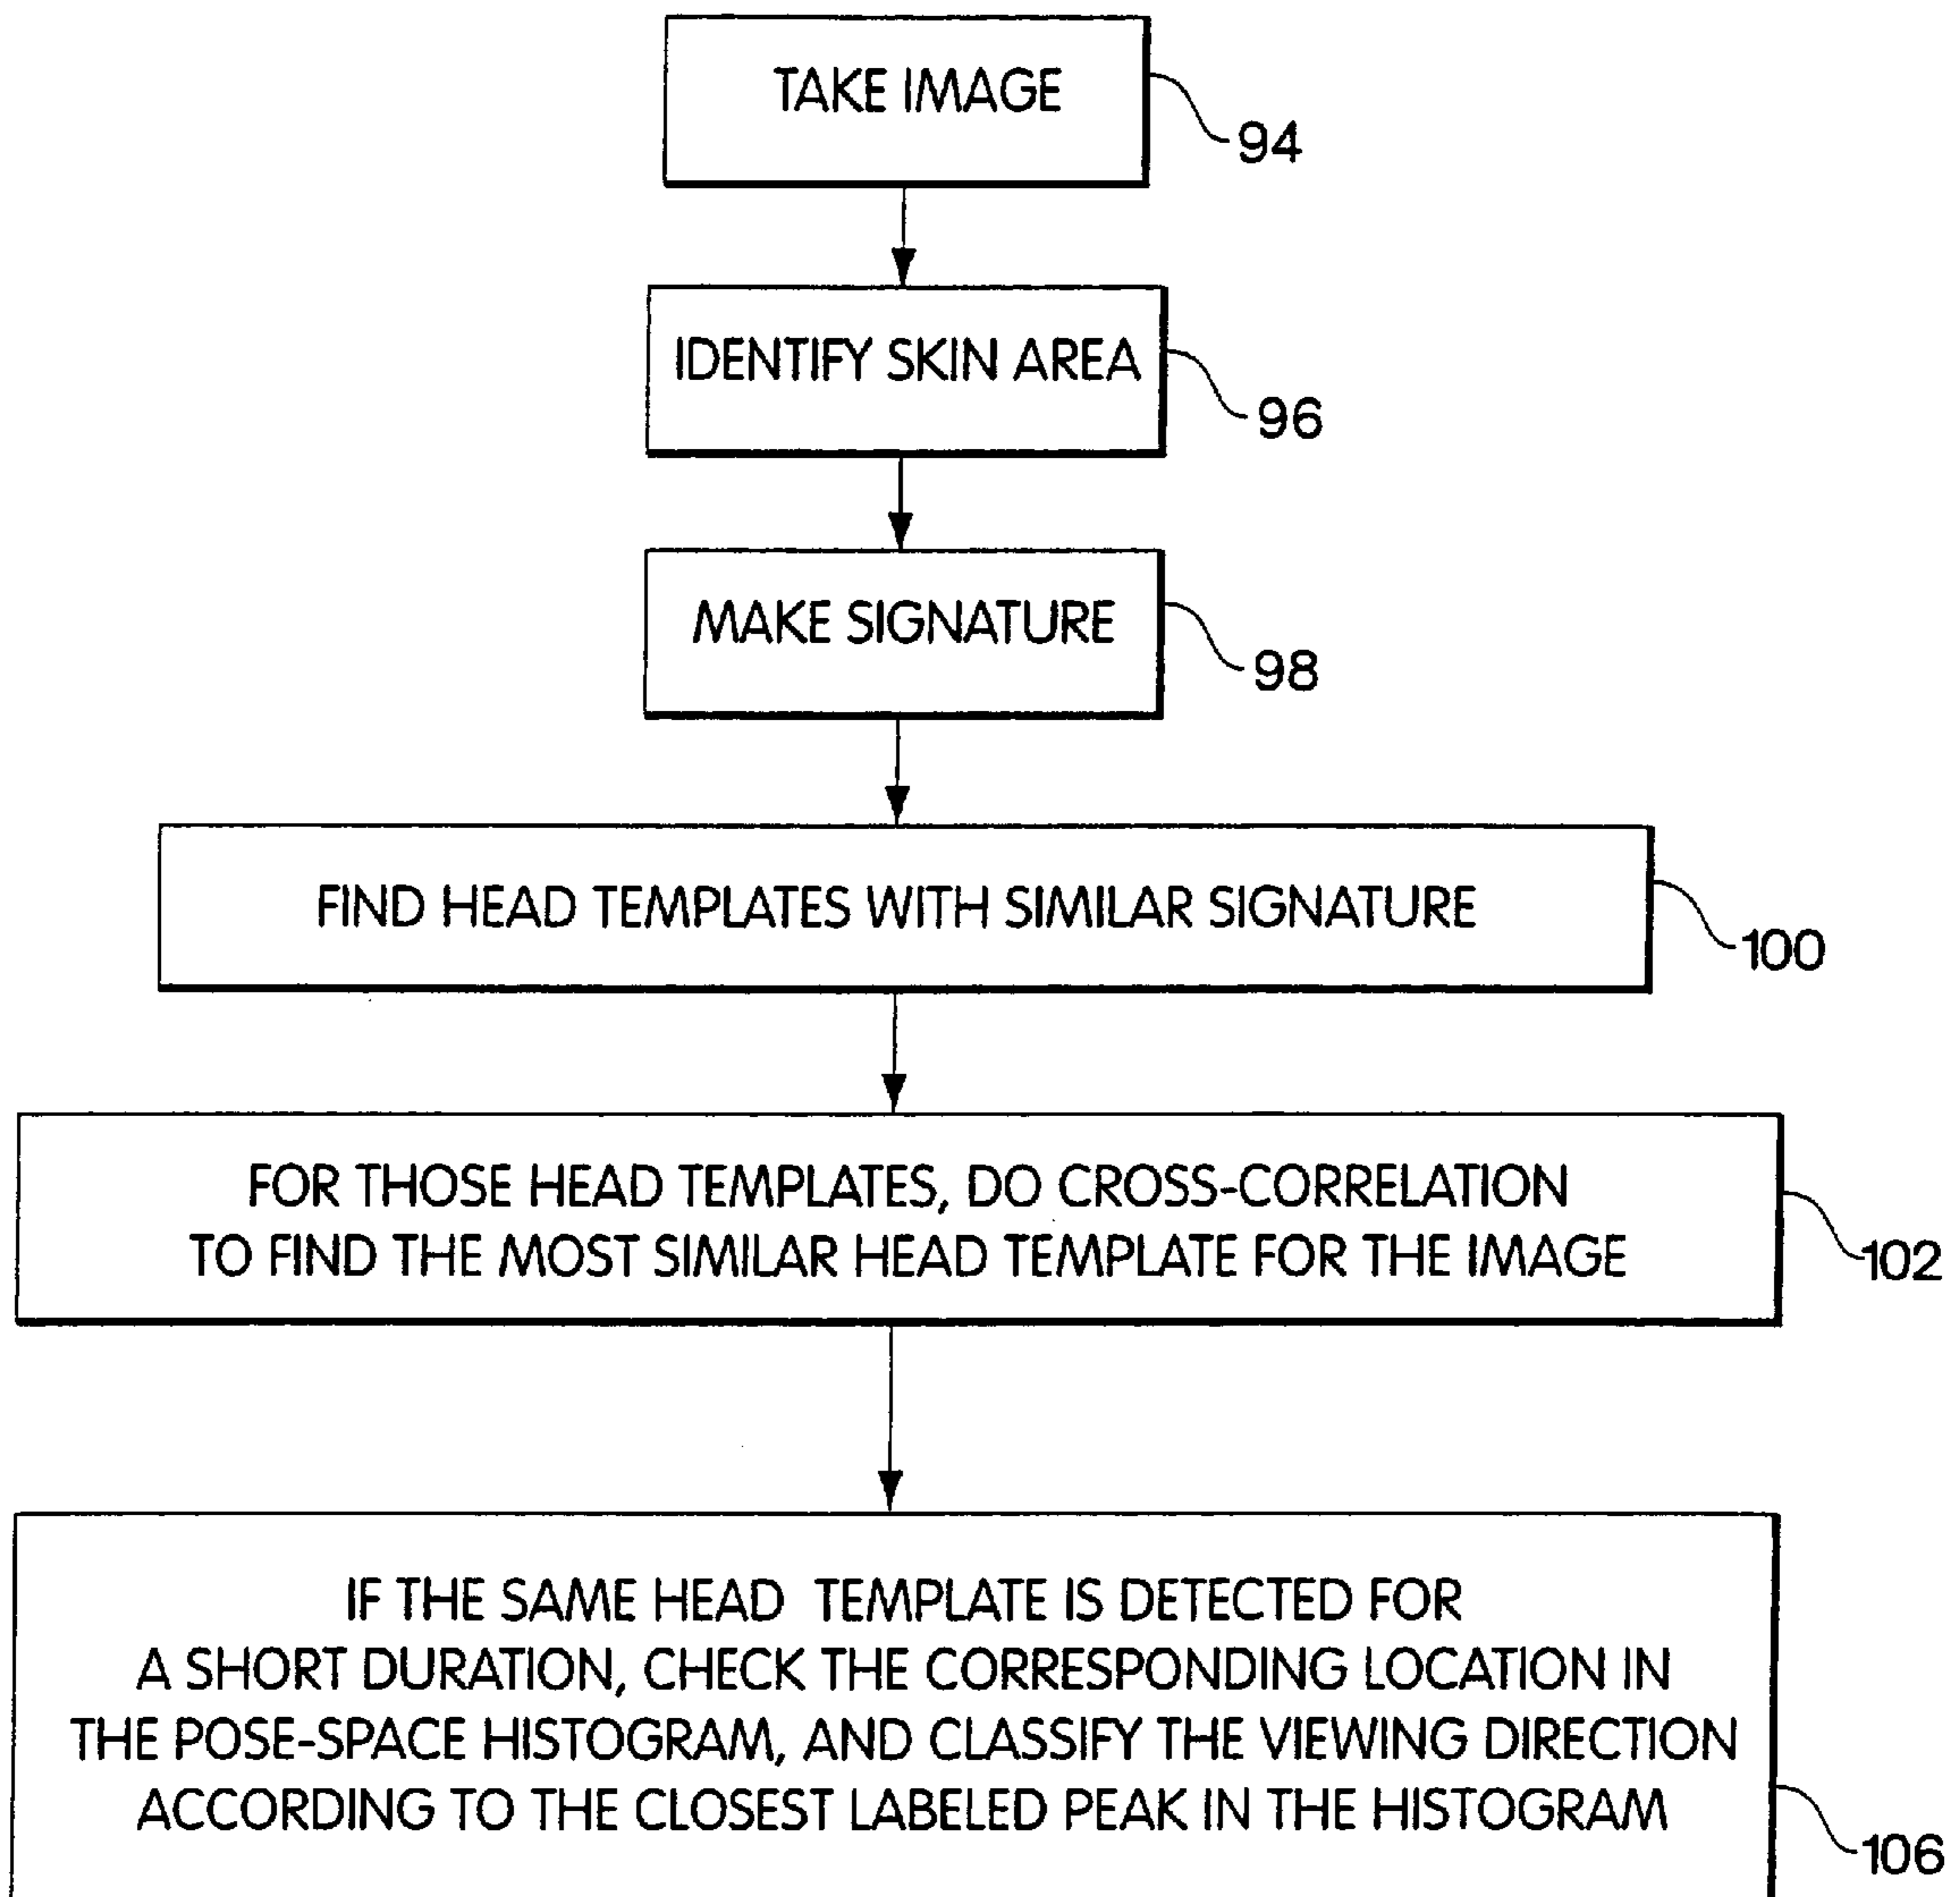 TAKE IMAGE
94
IDENTIFY SKIN AREA
96
MAKE SIGNATURE
98
FIND HEAD TEMPLATES WITH SIMILAR SIGNATURE
100
FOR THOSE HEAD TEMPLATES, DO CROSS-CORRELATION
TO FIND THE MOST SIMILAR HEAD TEMPLATE FOR THE IMAGE
102
IF THE SAME HEAD TEMPLATE IS DETECTED FOR
A SHORT DURATION, CHECK THE CORRESPONDING LOCATION IN
THE POSE-SPACE HISTOGRAM, AND CLASSIFY THE VIEWING DIRECTION
ACCORDING TO THE CLOSEST LABELED PEAK IN THE HISTOGRAM
106